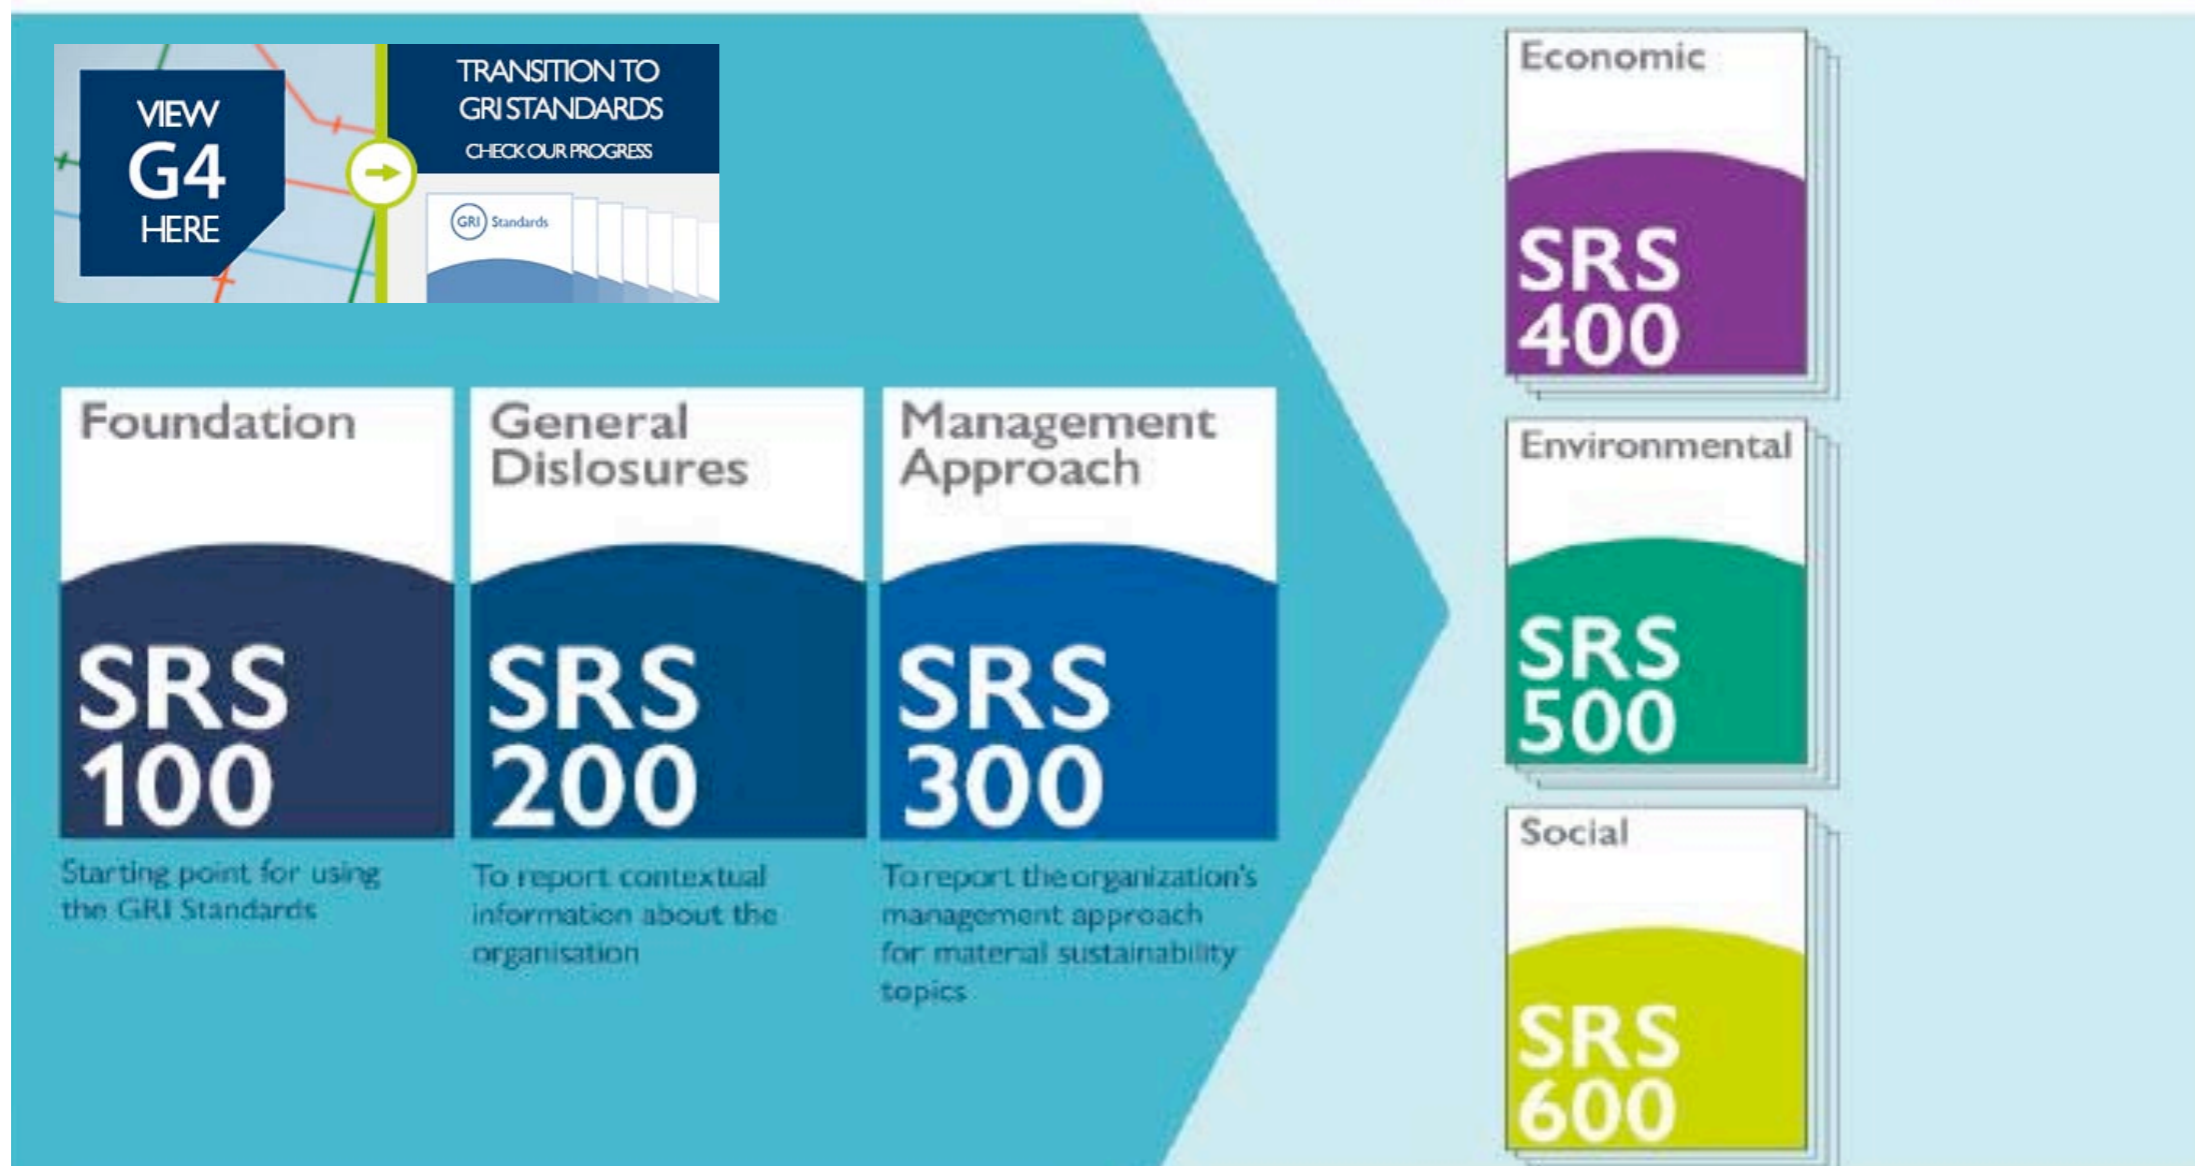 VIEW
G4
HERE
TRANSITION TO
GRI STANDARDS
CHECK OUR PROGRESS
GRI Standards
Foundation
SRS
100
Starting point for using
the GRI Standards
General
Dislosures
SRS
200
To report contextual
information about the
organisation
Management
Approach
SRS
300
To report the organization's
management approach
for material sustainability
topics
Economic
SRS
400
Environmental
SRS
500
Social
SRS
600